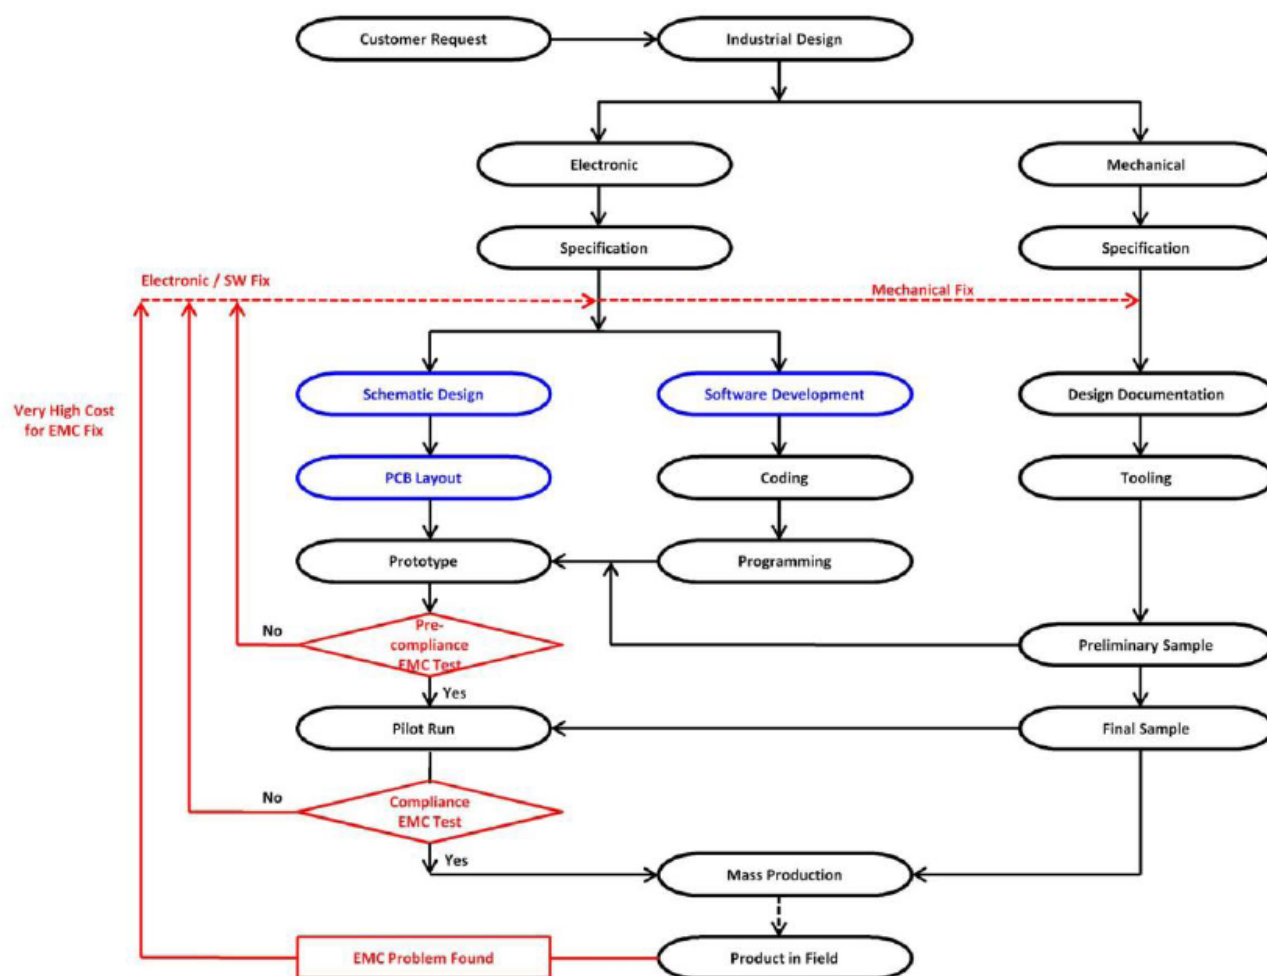 Customer Request
Industrial Design
Electronic
Mechanical
Specification
Specification
Electronic / SW Fix
Mechanical Fix
Schematic Design
Software Development
Design Documentation
Very High Cost
for EMC Fix
PCB Layout
Coding
Tooling
Prototype
Programming
No
Pre-
compliance
EMC Test
Preliminary Sample
Yes
Pilot Run
Final Sample
No
Compliance
EMC Test
Yes
Mass Production
EMC Problem Found
Product in Field